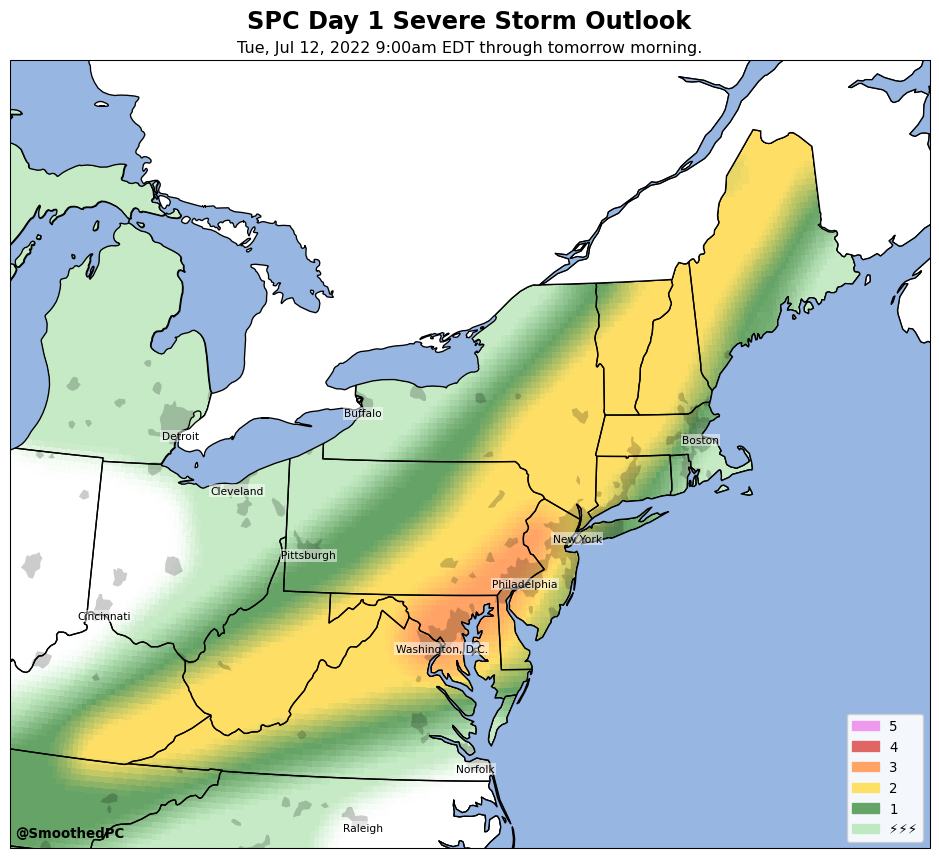 SPC Day 1 Severe Storm Outlook
Tue, Jul 12, 2022 9:00am EDT through tomorrow morning.
Buffalo
Detroit
Boston
Cleveland
New York
Pittsburgh
Philadelphia
Cincinnati
Washington, D.C.
Norfolk
Raleigh
5
4
3
2
1
⚡⚡⚡
@SmoothedPC